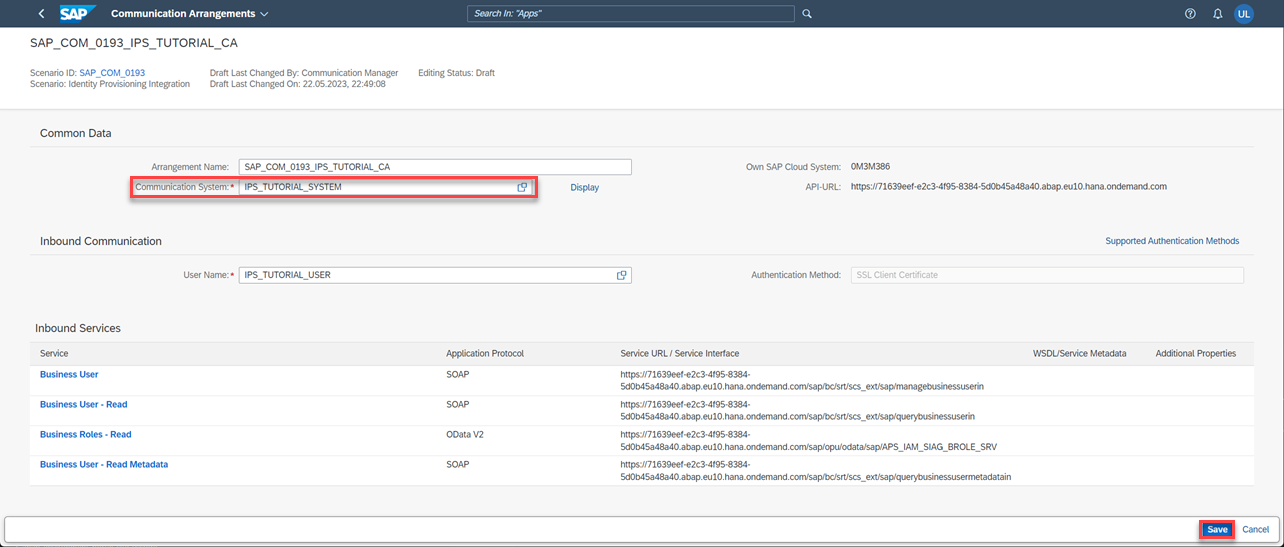 SAP Communication Arrangements Search In: "Apps" UL
SAP_COM_0193_IPS_TUTORIAL_CA
Scenario ID: SAP_COM_0193 Draft Last Changed By: Communication Manager Editing Status: Draft
Scenario: Identity Provisioning Integration Draft Last Changed On: 22.05.2023, 22:49:08
Common Data
Arrangement Name: SAP_COM_0193_IPS_TUTORIAL_CA Own SAP Cloud System: 0M3M386
Communication System:* IPS_TUTORIAL_SYSTEM Display API-URL: https://71639eef-e2c3-4f95-8384-5d0b45a48a40.abap.eu10.hana.ondemand.com
Inbound Communication Supported Authentication Methods
User Name:* IPS_TUTORIAL_USER Authentication Method: SSL Client Certificate
Inbound Services
Service Application Protocol Service URL / Service Interface WSDL/Service Metadata Additional Properties
Business User SOAP https://71639eef-e2c3-4f95-8384-
5d0b45a48a40.abap.eu10.hana.ondemand.com/sap/bc/srt/scs_ext/sap/managebusinessuserin
Business User - Read SOAP https://71639eef-e2c3-4f95-8384-
5d0b45a48a40.abap.eu10.hana.ondemand.com/sap/bc/srt/scs_ext/sap/querybusinessuserin
Business Roles - Read OData V2 https://71639eef-e2c3-4f95-8384-
5d0b45a48a40.abap.eu10.hana.ondemand.com/sap/opu/odata/sap/APS_IAM_SIAG_BROLE_SRV
Business User - Read Metadata SOAP https://71639eef-e2c3-4f95-8384-
5d0b45a48a40.abap.eu10.hana.ondemand.com/sap/bc/srt/scs_ext/sap/querybusinessusermetadatain
Save Cancel